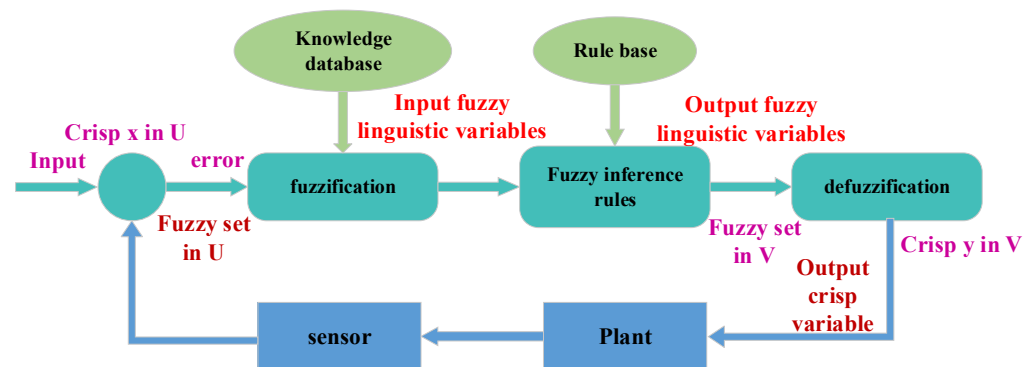 Knowledge
database
Rule base
Input fuzzy
linguistic variables
Output fuzzy
linguistic variables
Crisp x in U
Input
error
fuzzification
Fuzzy inference
rules
defuzzification
Fuzzy set
in U
Fuzzy set
in V
Crisp y in V
Output
crisp
variable
sensor
Plant